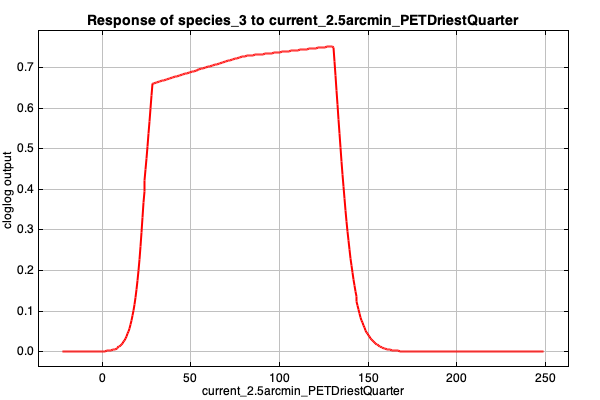 Response of species_3 to current_2.5arcmin_PETDriestQuarter
0.7
0.6
0.5
0.4
0.3
0.2
0.1
0.0
cloglog output
0 50 100 150 200 250
current_2.5arcmin_PETDriestQuarter